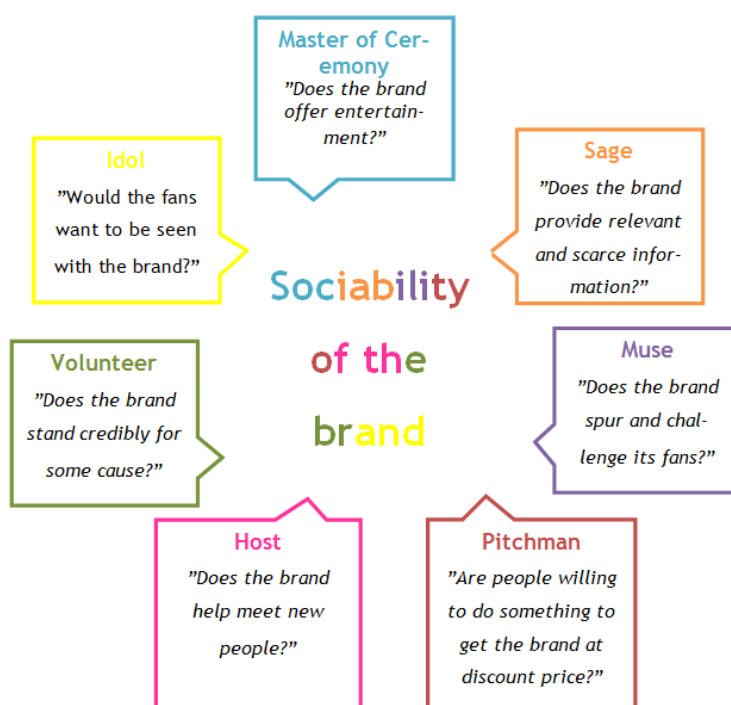 Master of Cer-
emony
”Does the brand
offer entertain-
ment?”
Idol
”Would the fans
want to be seen
with the brand?”
Sage
”Does the brand
provide relevant
and scarce infor-
mation?”
Sociability
of the
brand
Volunteer
”Does the brand
stand credibly for
some cause?”
Muse
”Does the brand
spur and chal-
lenge its fans?”
Host
”Does the brand
help meet new
people?”
Pitchman
”Are people willing
to do something to
get the brand at
discount price?”